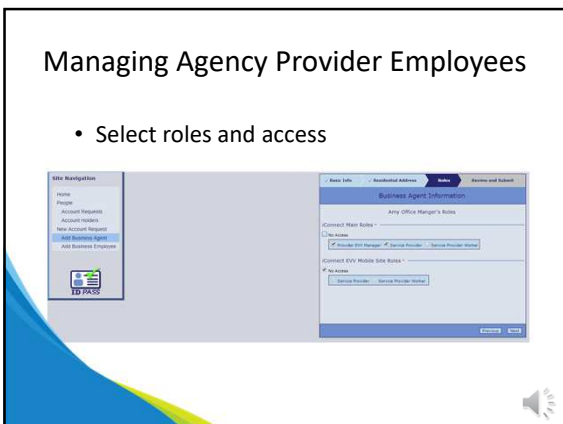 Managing Agency Provider Employees
• Select roles and access
Site Navigation
Home
People
Account Requests
Account Holders
New Account Request
Add Business Agent
Add Business Employee
ID PASS
Basic Info
Residential Address
Roles
Review and Submit
Business Agent Information
Amy Office Manger's Roles
iConnect Main Roles *
No Access
Provider EVV Manager Service Provider Service Provider Worker
iConnect EVV Mobile Site Roles *
No Access
Service Provider Service Provider Worker
Previous Next